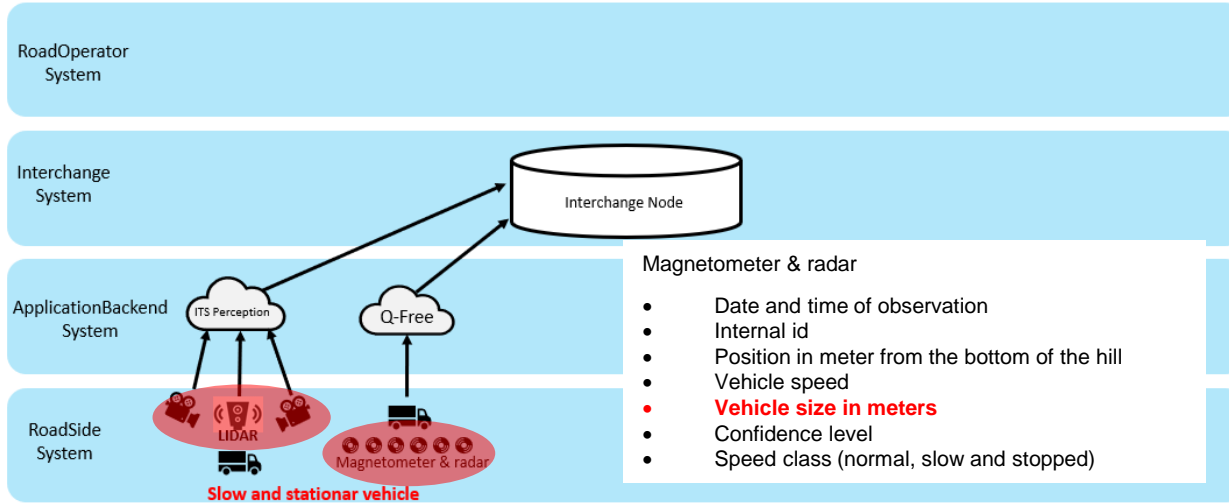 RoadOperator
System
Interchange
System
Interchange Node
Magnetometer & radar
• Date and time of observation
• Internal id
• Position in meter from the bottom of the hill
• Vehicle speed
• Vehicle size in meters
• Confidence level
• Speed class (normal, slow and stopped)
ApplicationBackend
System
ITS Perception
Q-Free
RoadSide
System
LIDAR
Magnetometer & radar
Slow and stationar vehicle